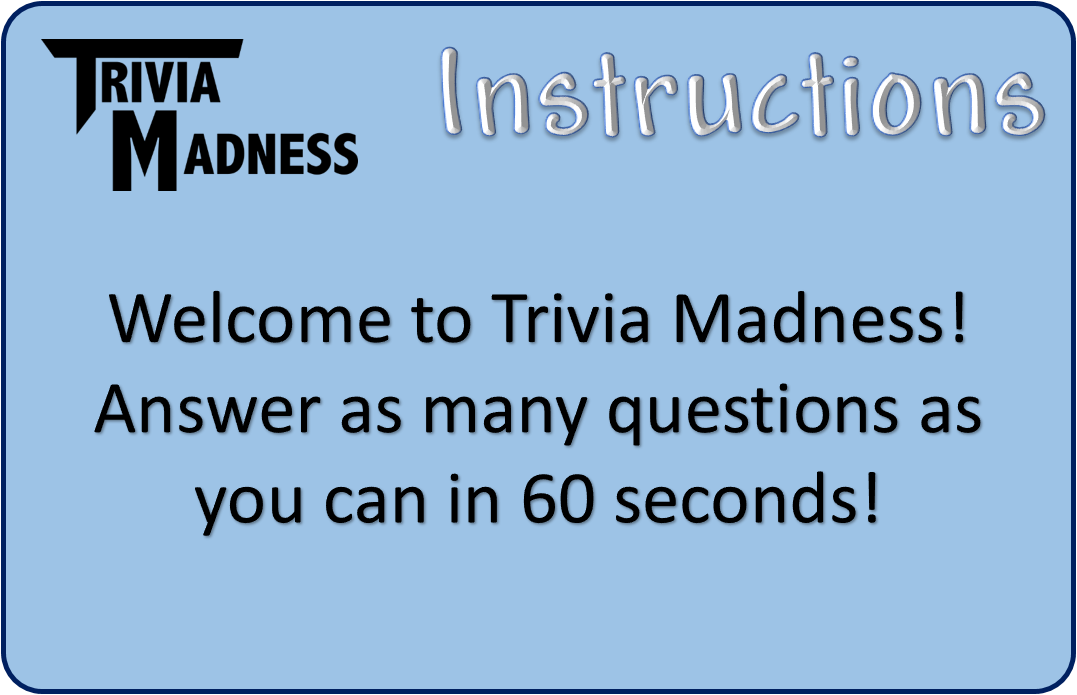 TRIVIA
MADNESS
Instructions
Welcome to Trivia Madness!
Answer as many questions as
you can in 60 seconds!